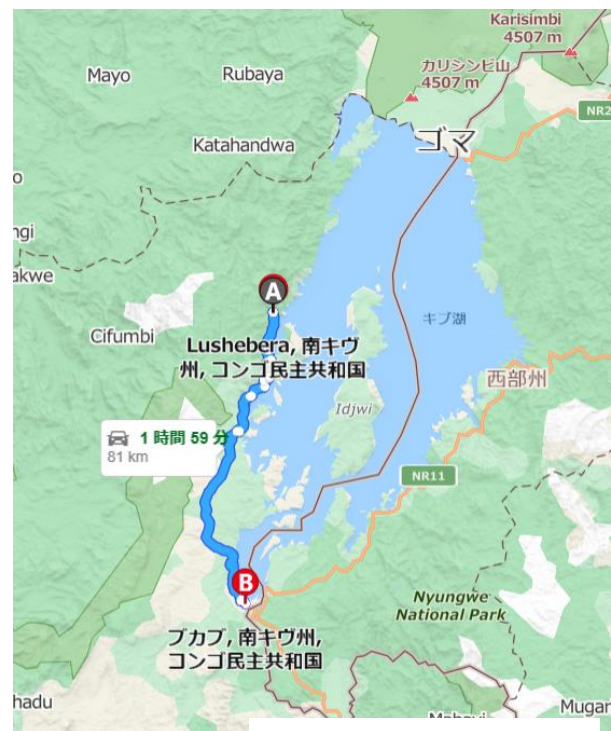 Karisimbi
4507 m
Mayo
Rubaya
カリシンビ山
4507 m
NR2
ゴマ
Katahandwa
o
ngi
akwe
A
Cifumbi
キブ湖
Lushebera, 南キヴ
州, コンゴ民主共和国
西部州
Idjwi
1 時間 59 分
81 km
NR11
B
Nyungwe
National Park
ブカブ, 南キヴ州,
コンゴ民主共和国
hadu
Mugar